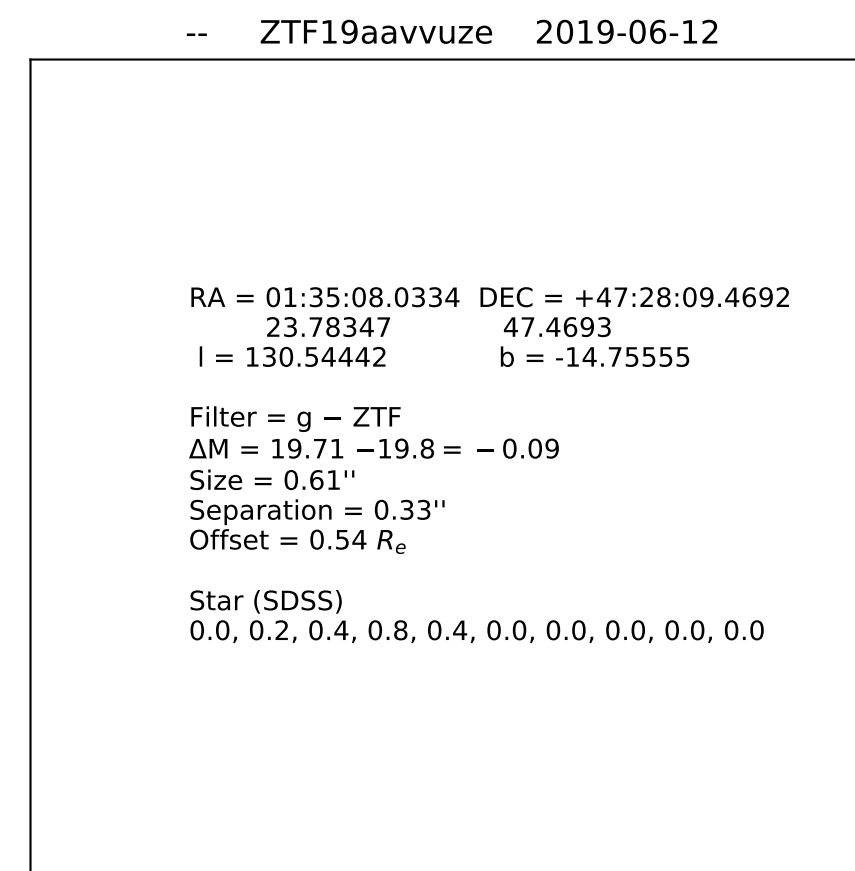 -- ZTF19aavvuze 2019-06-12
RA = 01:35:08.0334 DEC = +47:28:09.4692
23.78347 47.4693
l = 130.54442 b = -14.75555
Filter = g − ZTF
ΔM = 19.71 −19.8 = −0.09
Size = 0.61''
Separation = 0.33''
Offset = 0.54 Re
Star (SDSS)
0.0, 0.2, 0.4, 0.8, 0.4, 0.0, 0.0, 0.0, 0.0, 0.0